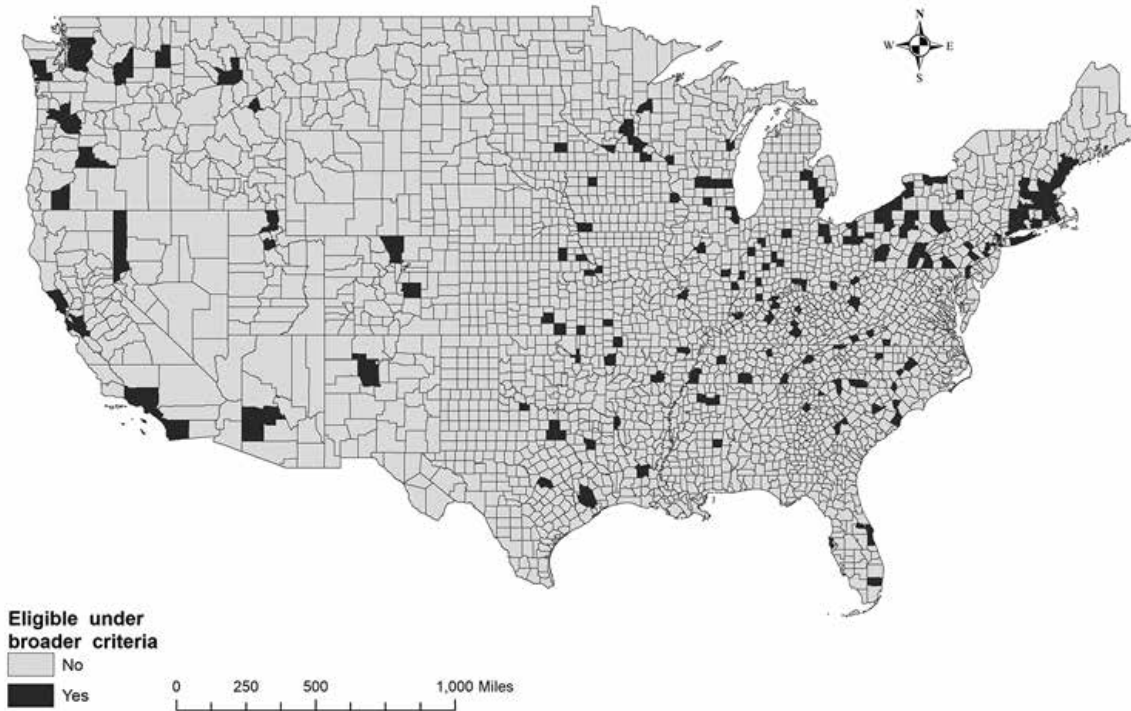 N
W E
S
Eligible under
broader criteria
No
Yes
0 250 500 1,000 Miles